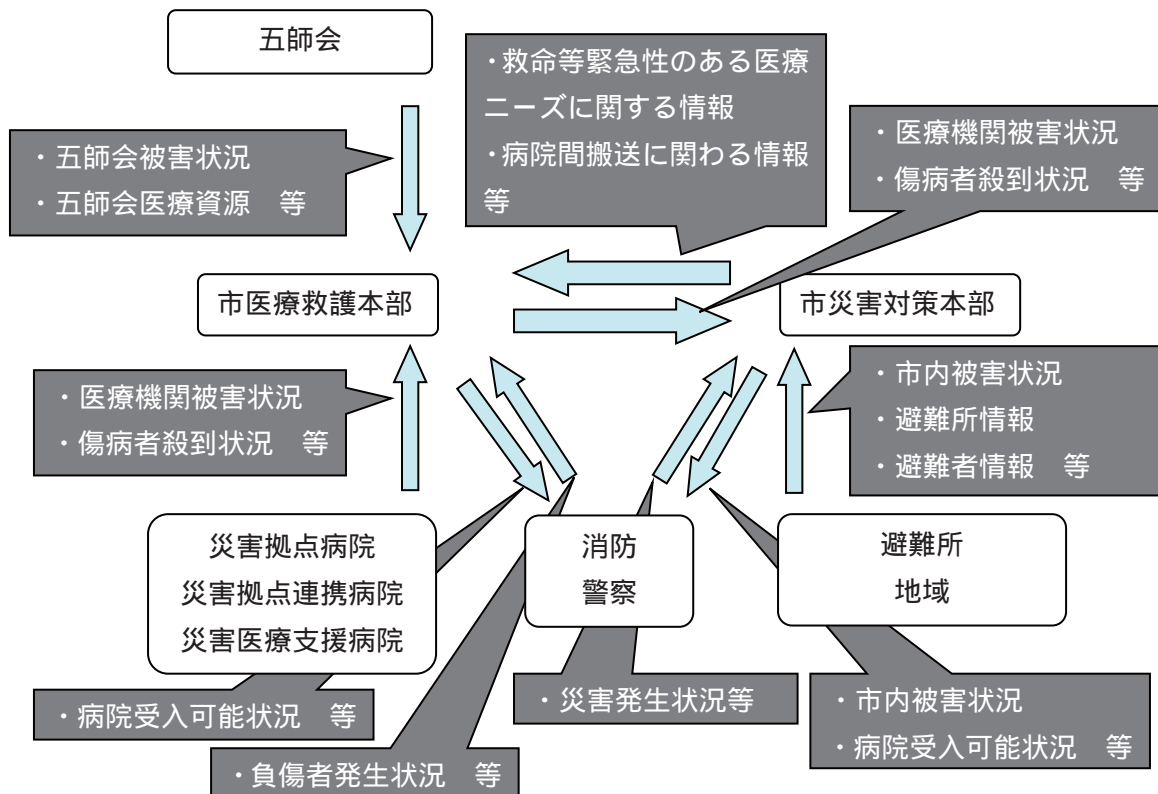 五師会
・救命等緊急性のある医療
ニーズに関する情報
・病院間搬送に関わる情報
等
・医療機関被害状況
・傷病者殺到状況　等
・五師会被害状況
・五師会医療資源　等
市医療救護本部
市災害対策本部
・医療機関被害状況
・傷病者殺到状況　等
・市内被害状況
・避難所情報
・避難者情報　等
災害拠点病院
災害拠点連携病院
災害医療支援病院
消防
警察
避難所
地域
・病院受入可能状況　等
・災害発生状況等
・市内被害状況
・病院受入可能状況　等
・負傷者発生状況　等